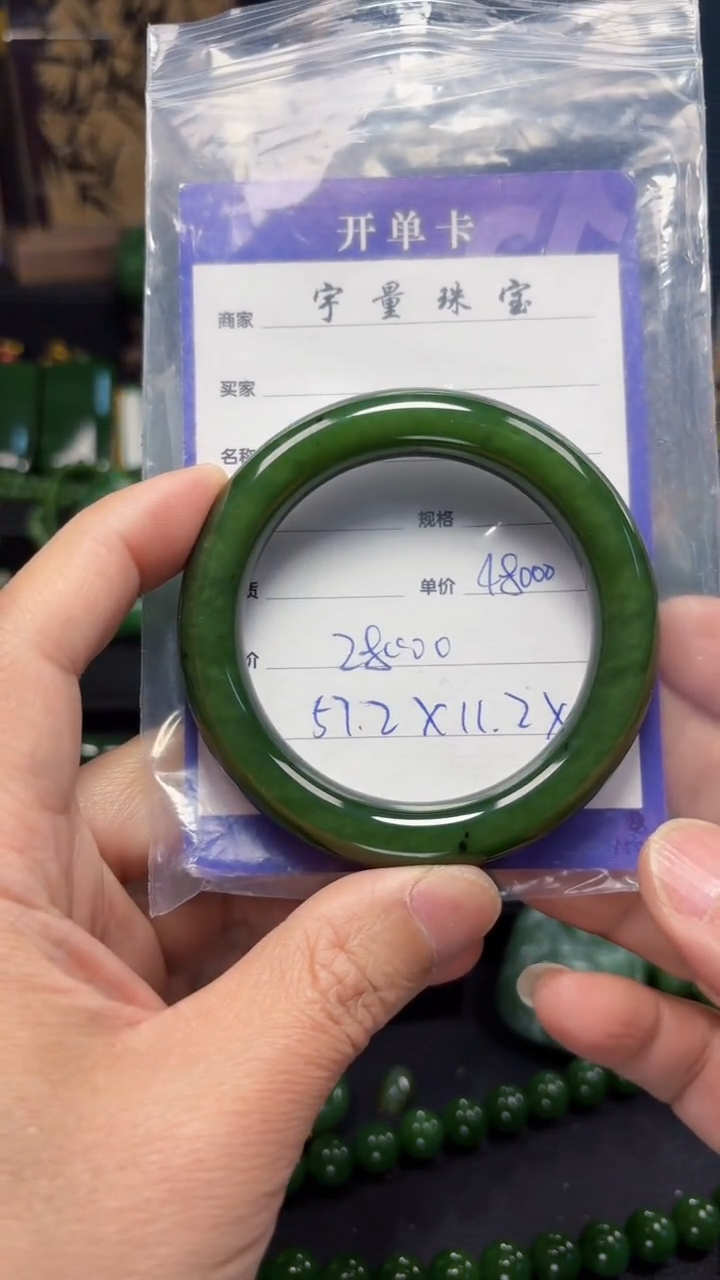 开单卡
商家 宇量珠宝
买家
名称
规格
质 单价 48000
价 28000
57.2X11.2X